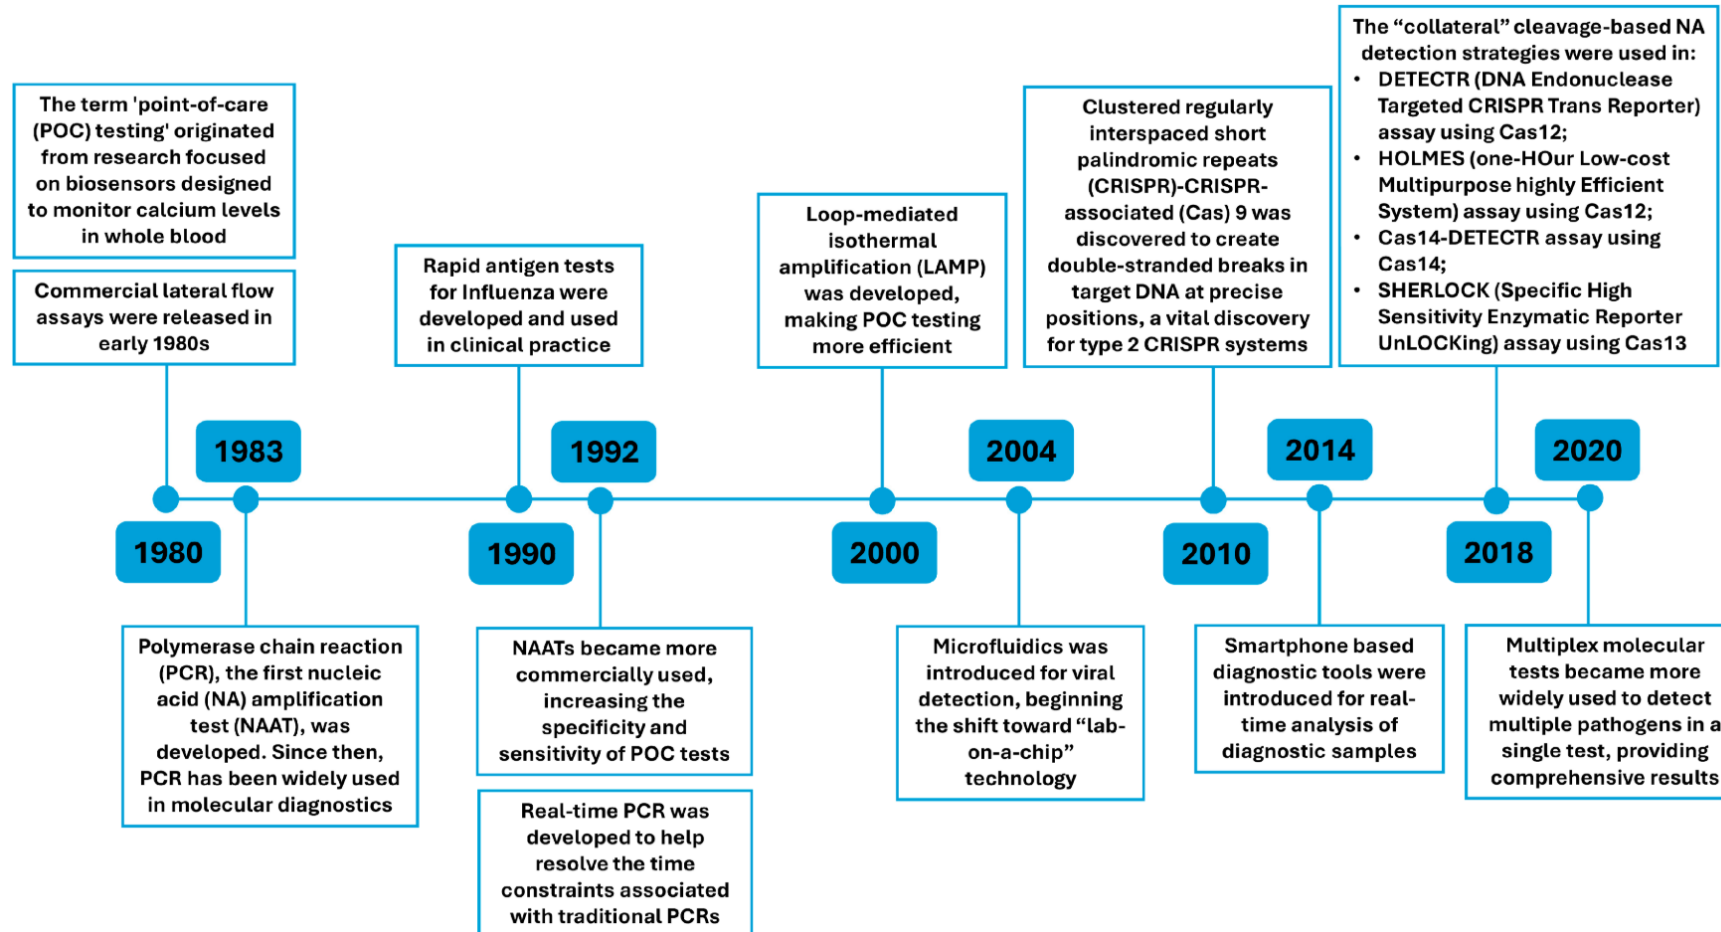 The term 'point-of-care
(POC) testing' originated
from research focused
on biosensors designed
to monitor calcium levels
in whole blood
Commercial lateral flow
assays were released in
early 1980s
Rapid antigen tests
for Influenza were
developed and used
in clinical practice
Loop-mediated
isothermal
amplification (LAMP)
was developed,
making POC testing
more efficient
Clustered regularly
interspaced short
palindromic repeats
(CRISPR)-CRISPR-
associated (Cas) 9 was
discovered to create
double-stranded breaks in
target DNA at precise
positions, a vital discovery
for type 2 CRISPR systems
The “collateral” cleavage-based NA
detection strategies were used in:
• DETECTR (DNA Endonuclease
Targeted CRISPR Trans Reporter)
assay using Cas12;
• HOLMES (one-HOur Low-cost
Multipurpose highly Efficient
System) assay using Cas12;
• Cas14-DETECTR assay using
Cas14;
• SHERLOCK (Specific High
Sensitivity Enzymatic Reporter
UnLOCKing) assay using Cas13
1983
1992
2004
2014
2020
1980
1990
2000
2010
2018
Polymerase chain reaction
(PCR), the first nucleic
acid (NA) amplification
test (NAAT), was
developed. Since then,
PCR has been widely used
in molecular diagnostics
NAATs became more
commercially used,
increasing the
specificity and
sensitivity of POC tests
Real-time PCR was
developed to help
resolve the time
constraints associated
with traditional PCRs
Microfluidics was
introduced for viral
detection, beginning
the shift toward “lab-
on-a-chip”
technology
Smartphone based
diagnostic tools were
introduced for real-
time analysis of
diagnostic samples
Multiplex molecular
tests became more
widely used to detect
multiple pathogens in a
single test, providing
comprehensive results